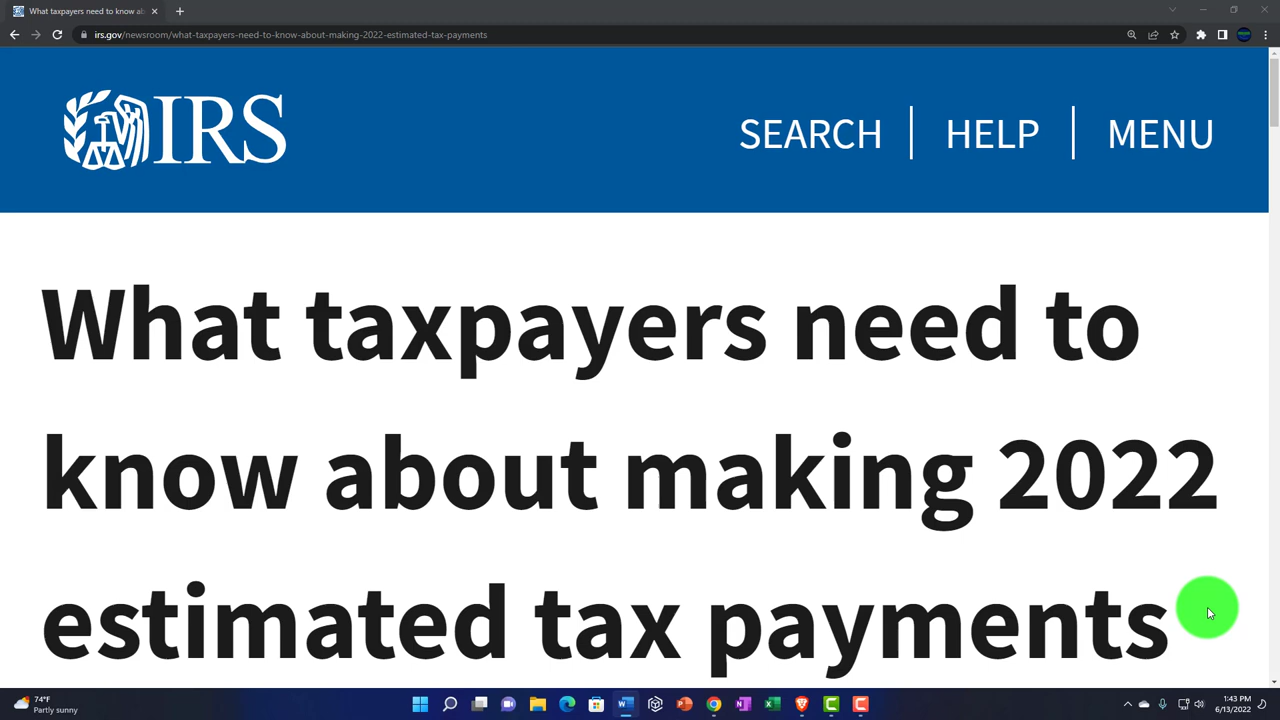 What taxpayers need to know ab
irs.gov/newsroom/what-taxpayers-need-to-know-about-making-2022-estimated-tax-payments
IRS
SEARCH
HELP
MENU
What taxpayers need to
know about making 2022
estimated tax payments
74°F
Partly sunny
1:43 PM
6/13/2022